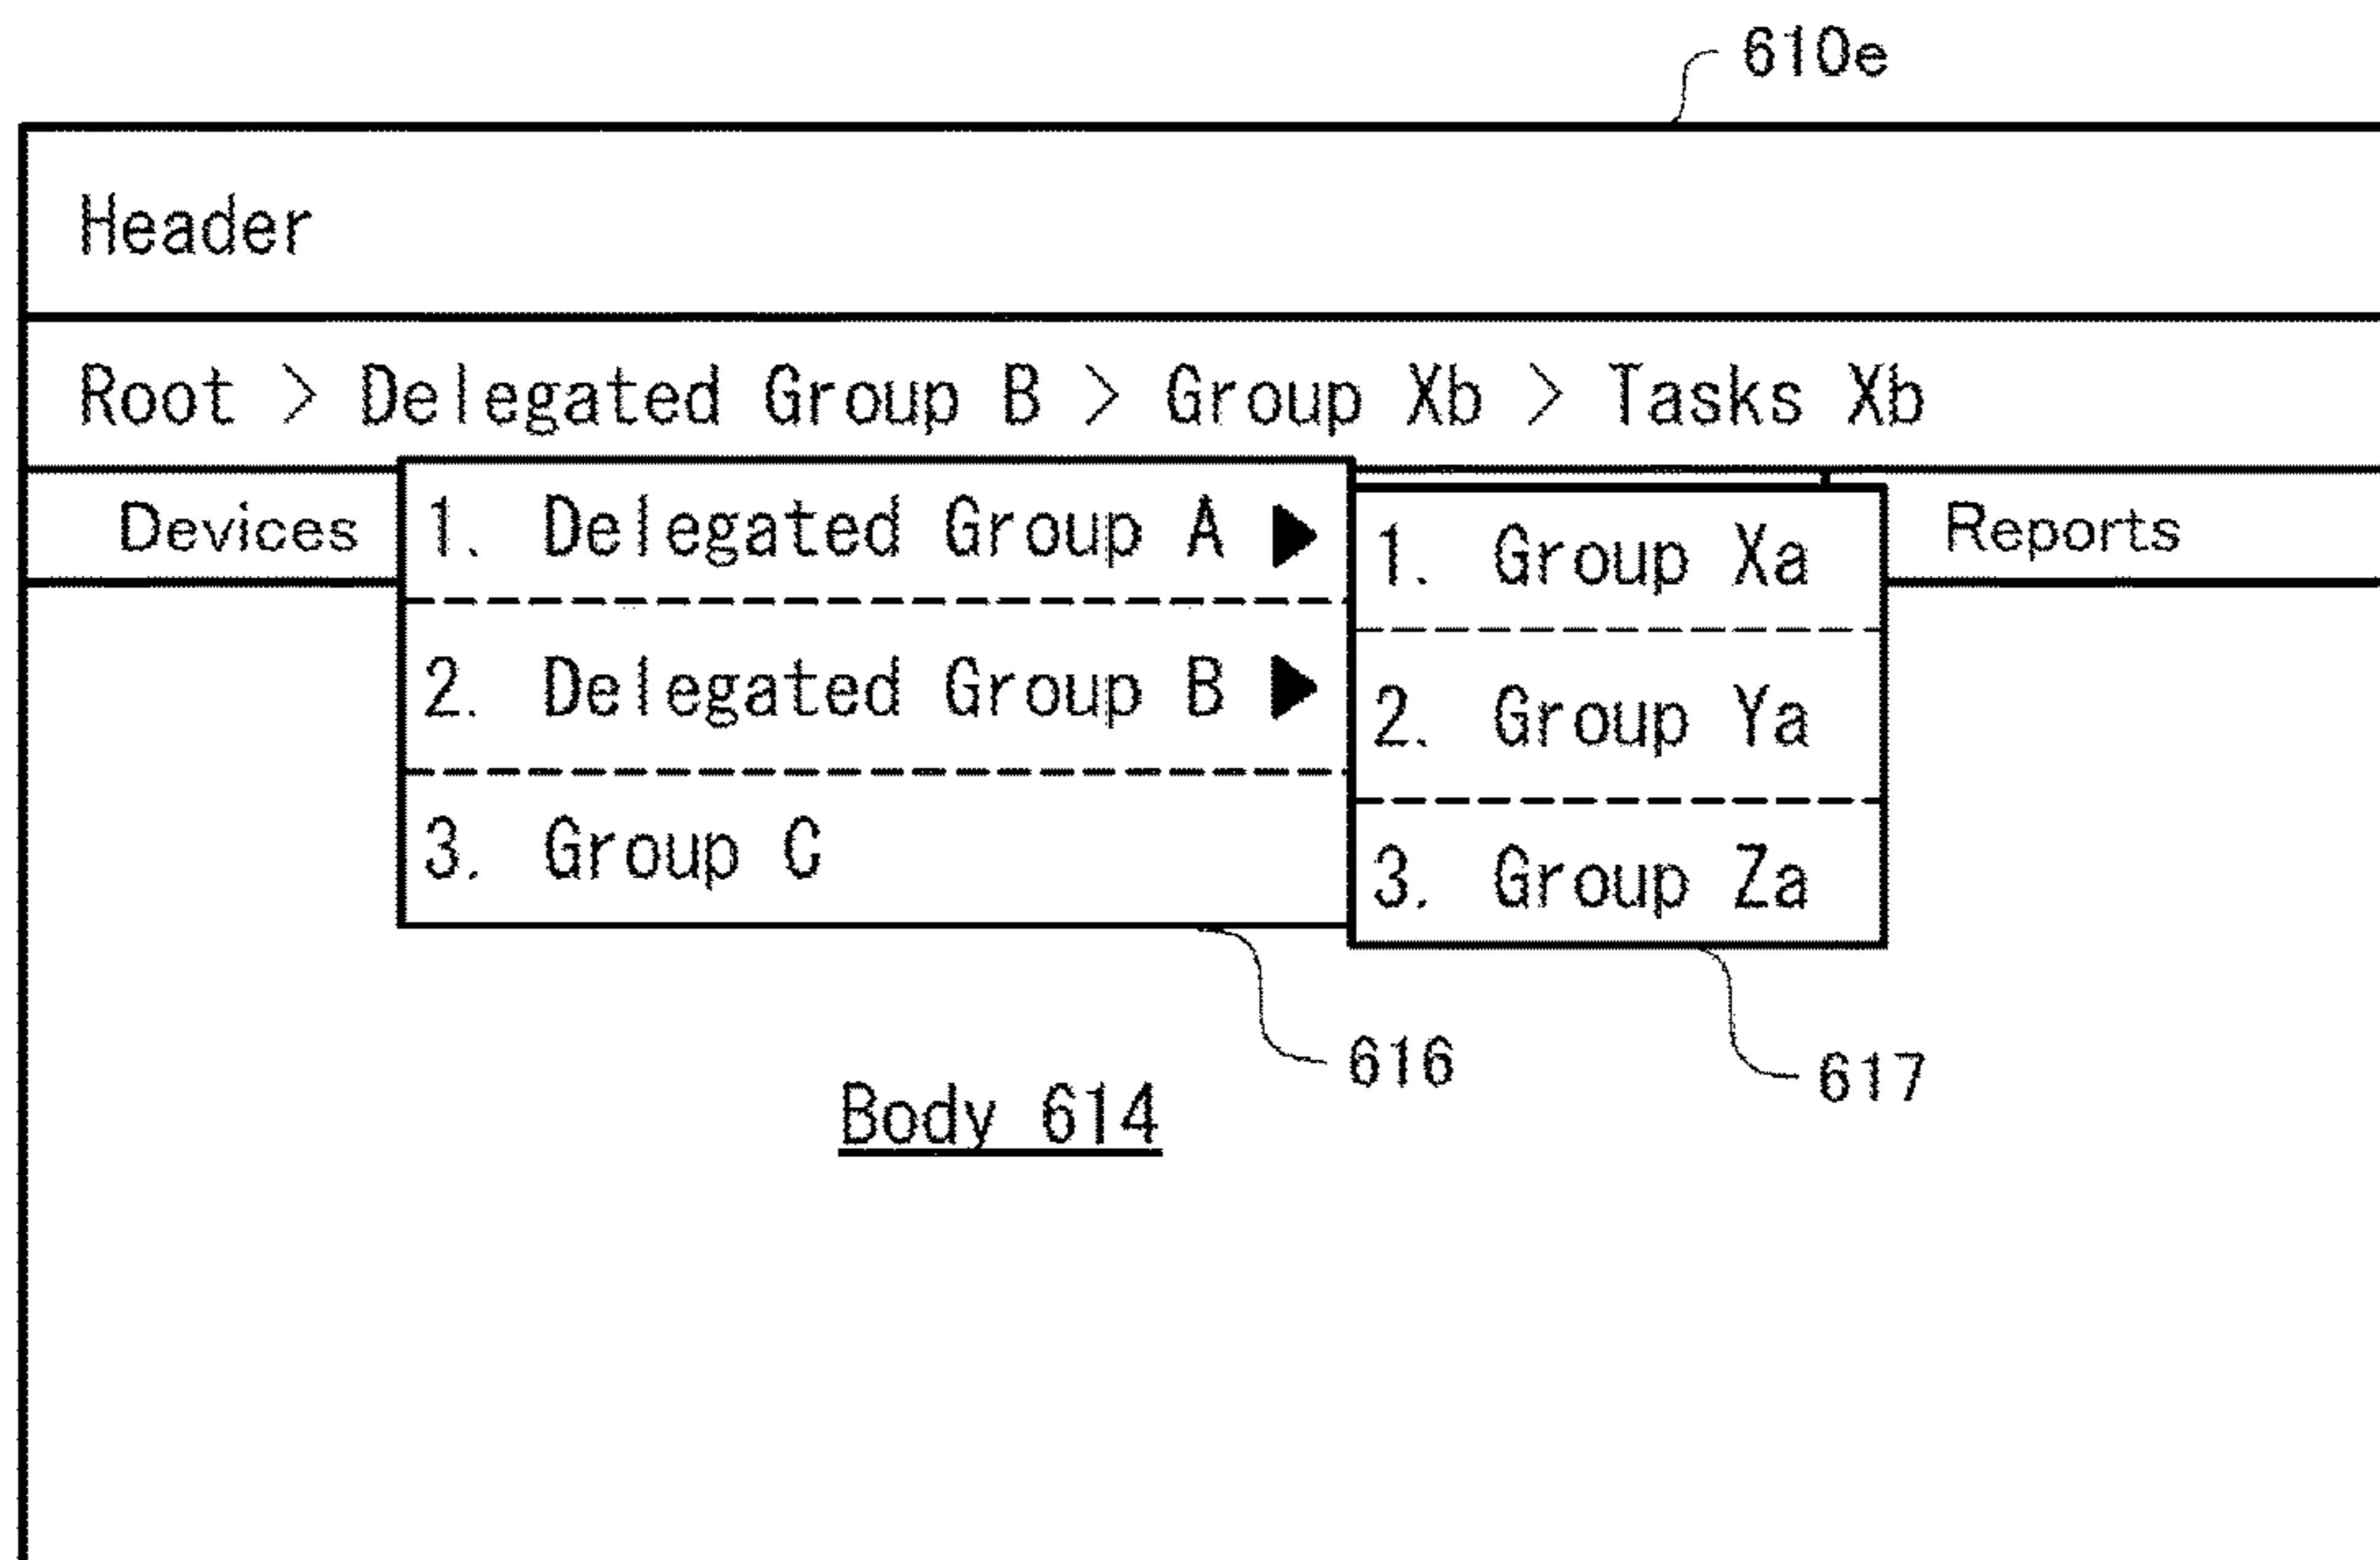 610e
Header
Root > Delegated Group B > Group Xb > Tasks Xb
Devices
1. Delegated Group A ▶
2. Delegated Group B ▶
3. Group C
1. Group Xa
2. Group Ya
3. Group Za
Reports
616
617
Body 614